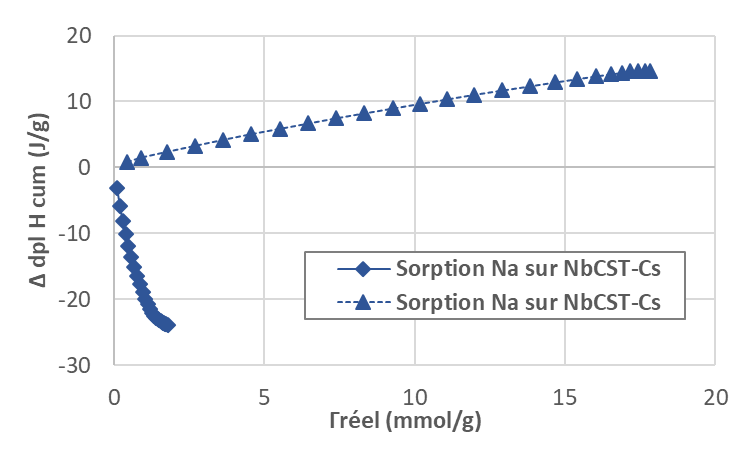 20
10
0
-10
-20
-30
Δ dpl H cum (J/g)
Sorption Na sur NbCST-Cs
Sorption Na sur NbCST-Cs
0 5 10 15 20
Γréel (mmol/g)